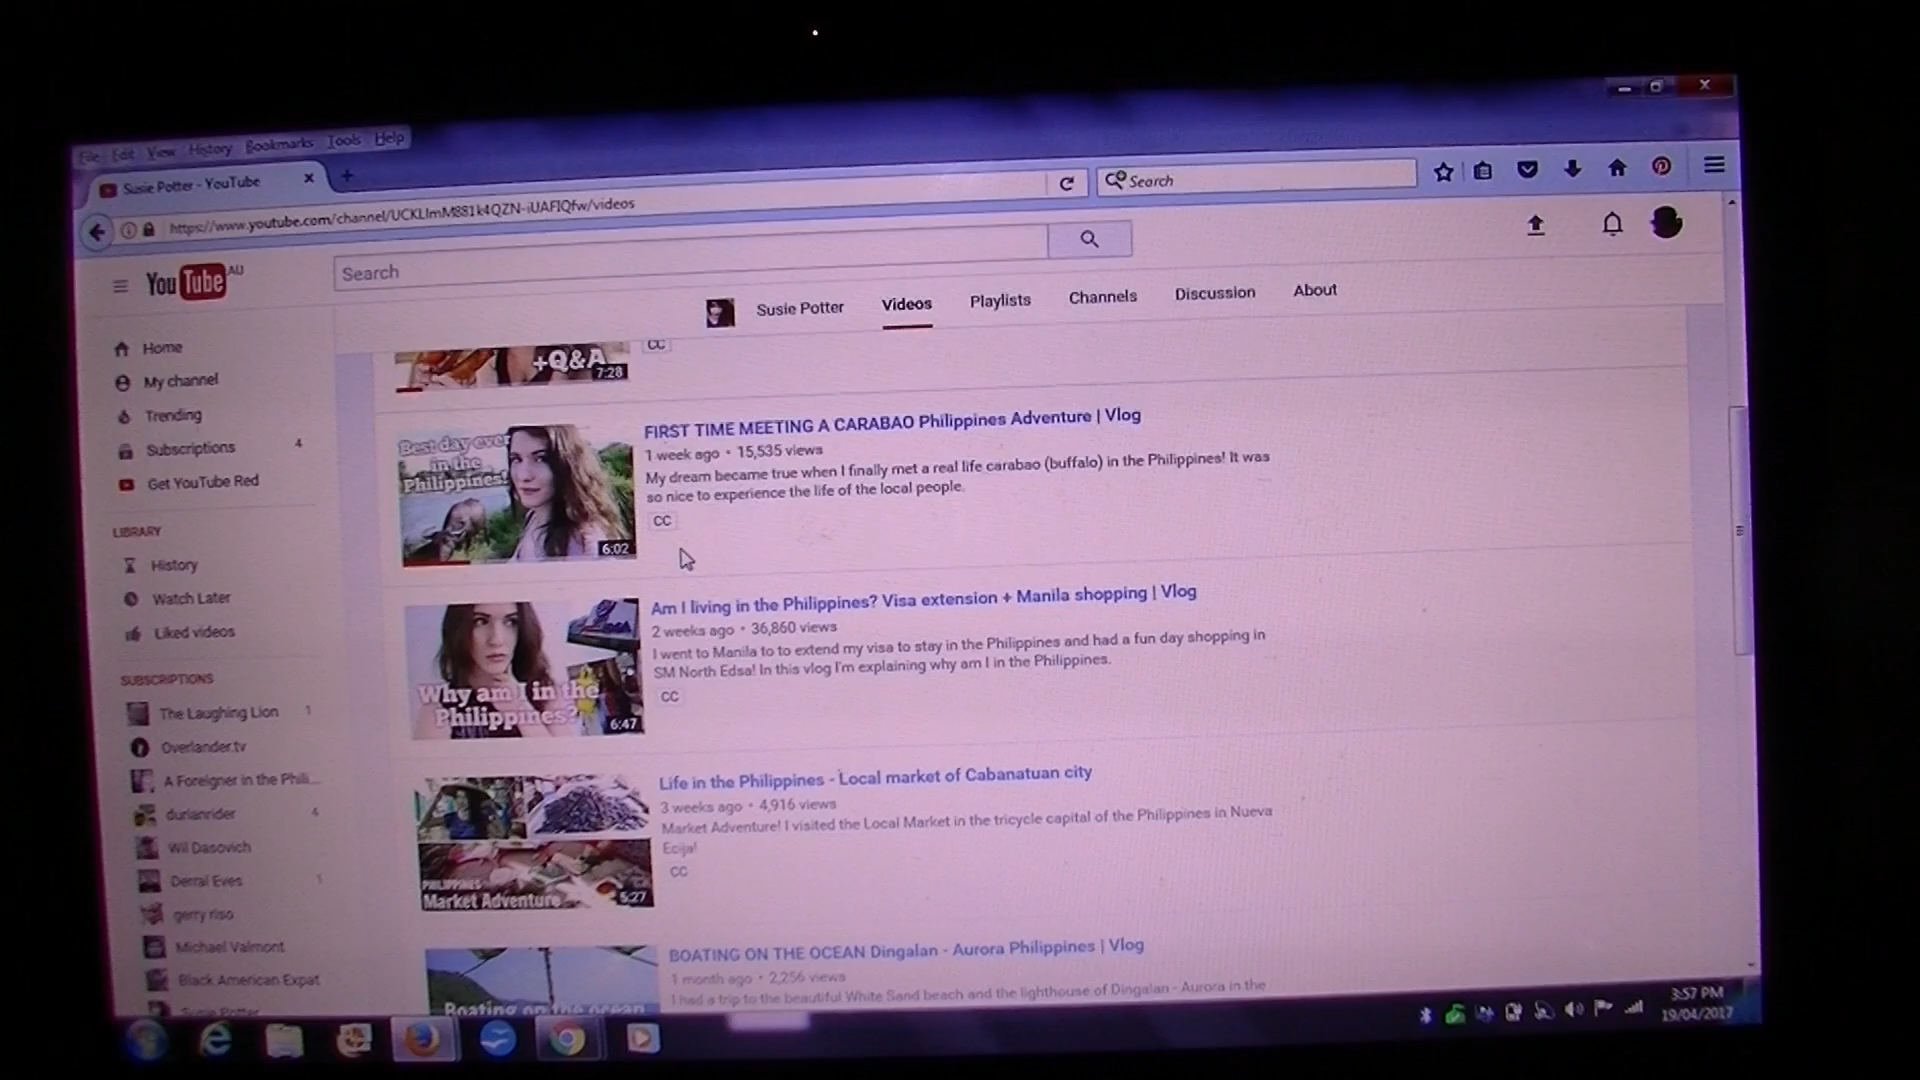 File Edit View History Bookmarks Tools Help
Susie Potter - YouTube
https://www.youtube.com/channel/UCKLImM881k4QZN-iUAFIQfw/videos
Search
YouTube AU
Search
Susie Potter Videos Playlists Channels Discussion About
Home
My channel
Trending
Subscriptions 4
Get YouTube Red
LIBRARY
History
Watch Later
Liked videos
SUBSCRIPTIONS
The Laughing Lion 1
Overlander.tv
A Foreigner in the Phili...
durianrider 4
Wil Dasovich
Derral Eves 1
gerry riso
Michael Valmont
Black American Expat
Susie Potter
+Q&A
7:28
CC
Best day ever
in the
Philippines!
6:02
FIRST TIME MEETING A CARABAO Philippines Adventure | Vlog
1 week ago • 15,535 views
My dream became true when I finally met a real life carabao (buffalo) in the Philippines! It was
so nice to experience the life of the local people.
CC
Why am I in the
Philippines?
6:47
Am I living in the Philippines? Visa extension + Manila shopping | Vlog
2 weeks ago • 36,860 views
I went to Manila to to extend my visa to stay in the Philippines and had a fun day shopping in
SM North Edsa! In this vlog I'm explaining why am I in the Philippines.
CC
PHILIPPINES
Market Adventure
5:27
Life in the Philippines - Local market of Cabanatuan city
3 weeks ago • 4,916 views
Market Adventure! I visited the Local Market in the tricycle capital of the Philippines in Nueva
Ecija!
CC
Boating on the ocean
BOATING ON THE OCEAN Dingalan - Aurora Philippines | Vlog
1 month ago • 2,256 views
I had a trip to the beautiful White Sand beach and the lighthouse of Dingalan - Aurora in the
3:57 PM
19/04/2017